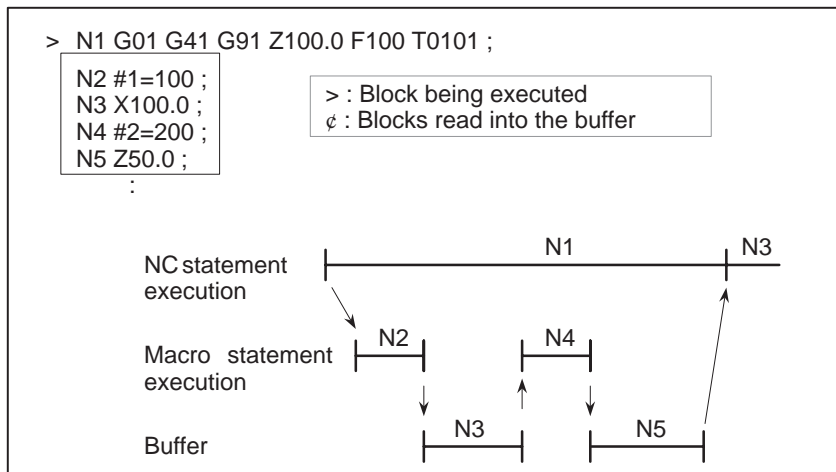 > N1 G01 G41 G91 Z100.0 F100 T0101 ;
N2 #1=100 ;
N3 X100.0 ;
N4 #2=200 ;
N5 Z50.0 ;
:
> : Block being executed
¢ : Blocks read into the buffer
N1
N3
NC statement
execution
N2
N4
Macro statement
execution
N3
N5
Buffer